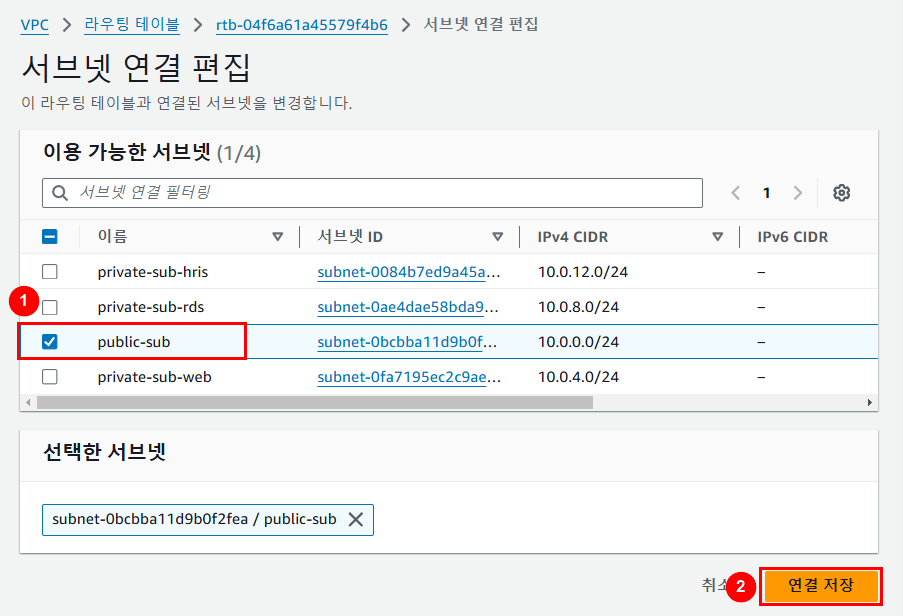 VPC > 라우팅 테이블 > rtb-04f6a61a45579f4b6 > 서브넷 연결 편집
서브넷 연결 편집
이 라우팅 테이블과 연결된 서브넷을 변경합니다.
이용 가능한 서브넷 (1/4)
서브넷 연결 필터링 1
이름 서브넷 ID IPv4 CIDR IPv6 CIDR
private-sub-hris subnet-0084b7ed9a45a... 10.0.12.0/24 –
1
private-sub-rds subnet-0ae4dae58bda9... 10.0.8.0/24 –
public-sub subnet-0bcbba11d9b0f... 10.0.0.0/24 –
private-sub-web subnet-0fa7195ec2c9ae... 10.0.4.0/24 –
선택한 서브넷
subnet-0bcbba11d9b0f2fea / public-sub
취소 2 연결 저장